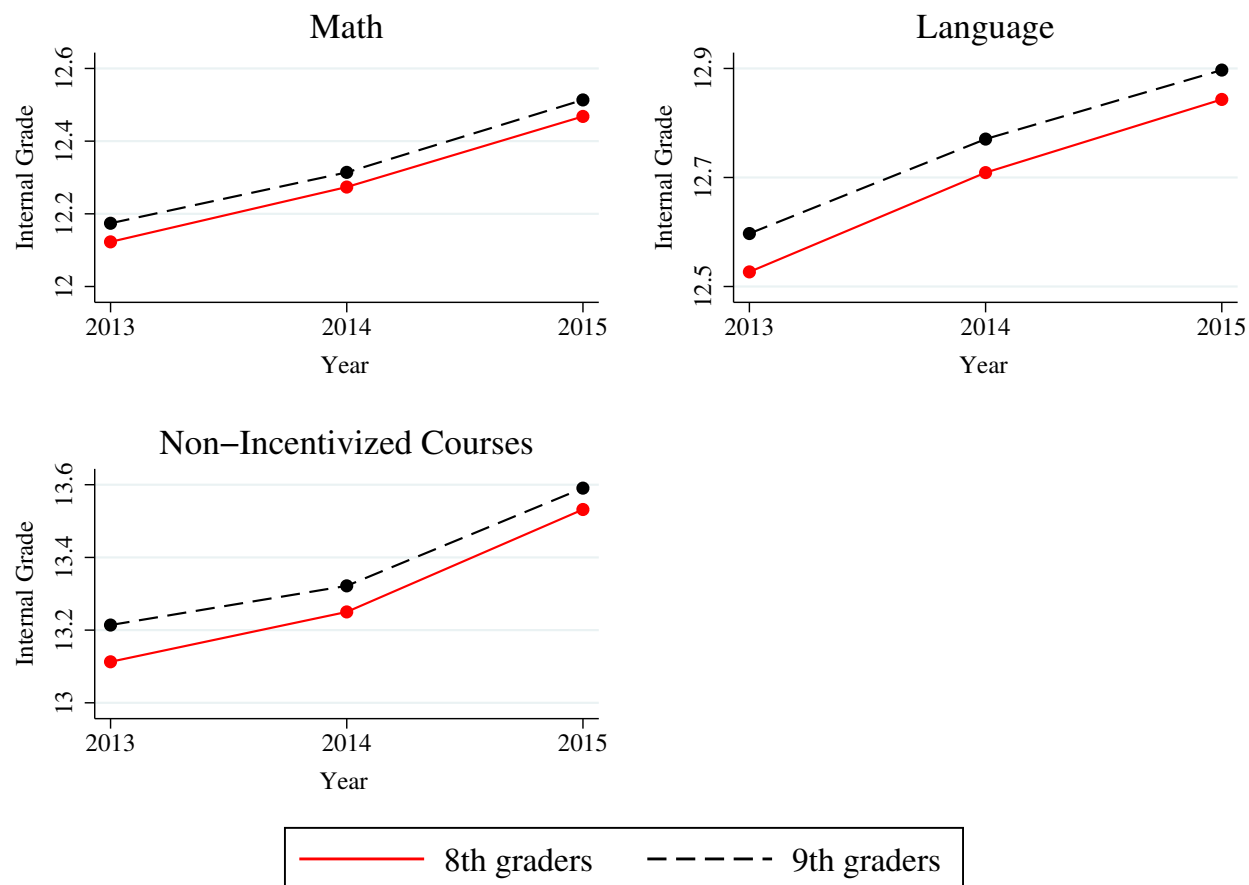 Math
Internal Grade
12.6
12.4
12.2
12
2013 2014 2015
Year
Language
Internal Grade
12.9
12.7
12.5
2013 2014 2015
Year
Non−Incentivized Courses
Internal Grade
13.6
13.4
13.2
13
2013 2014 2015
Year
8th graders 9th graders